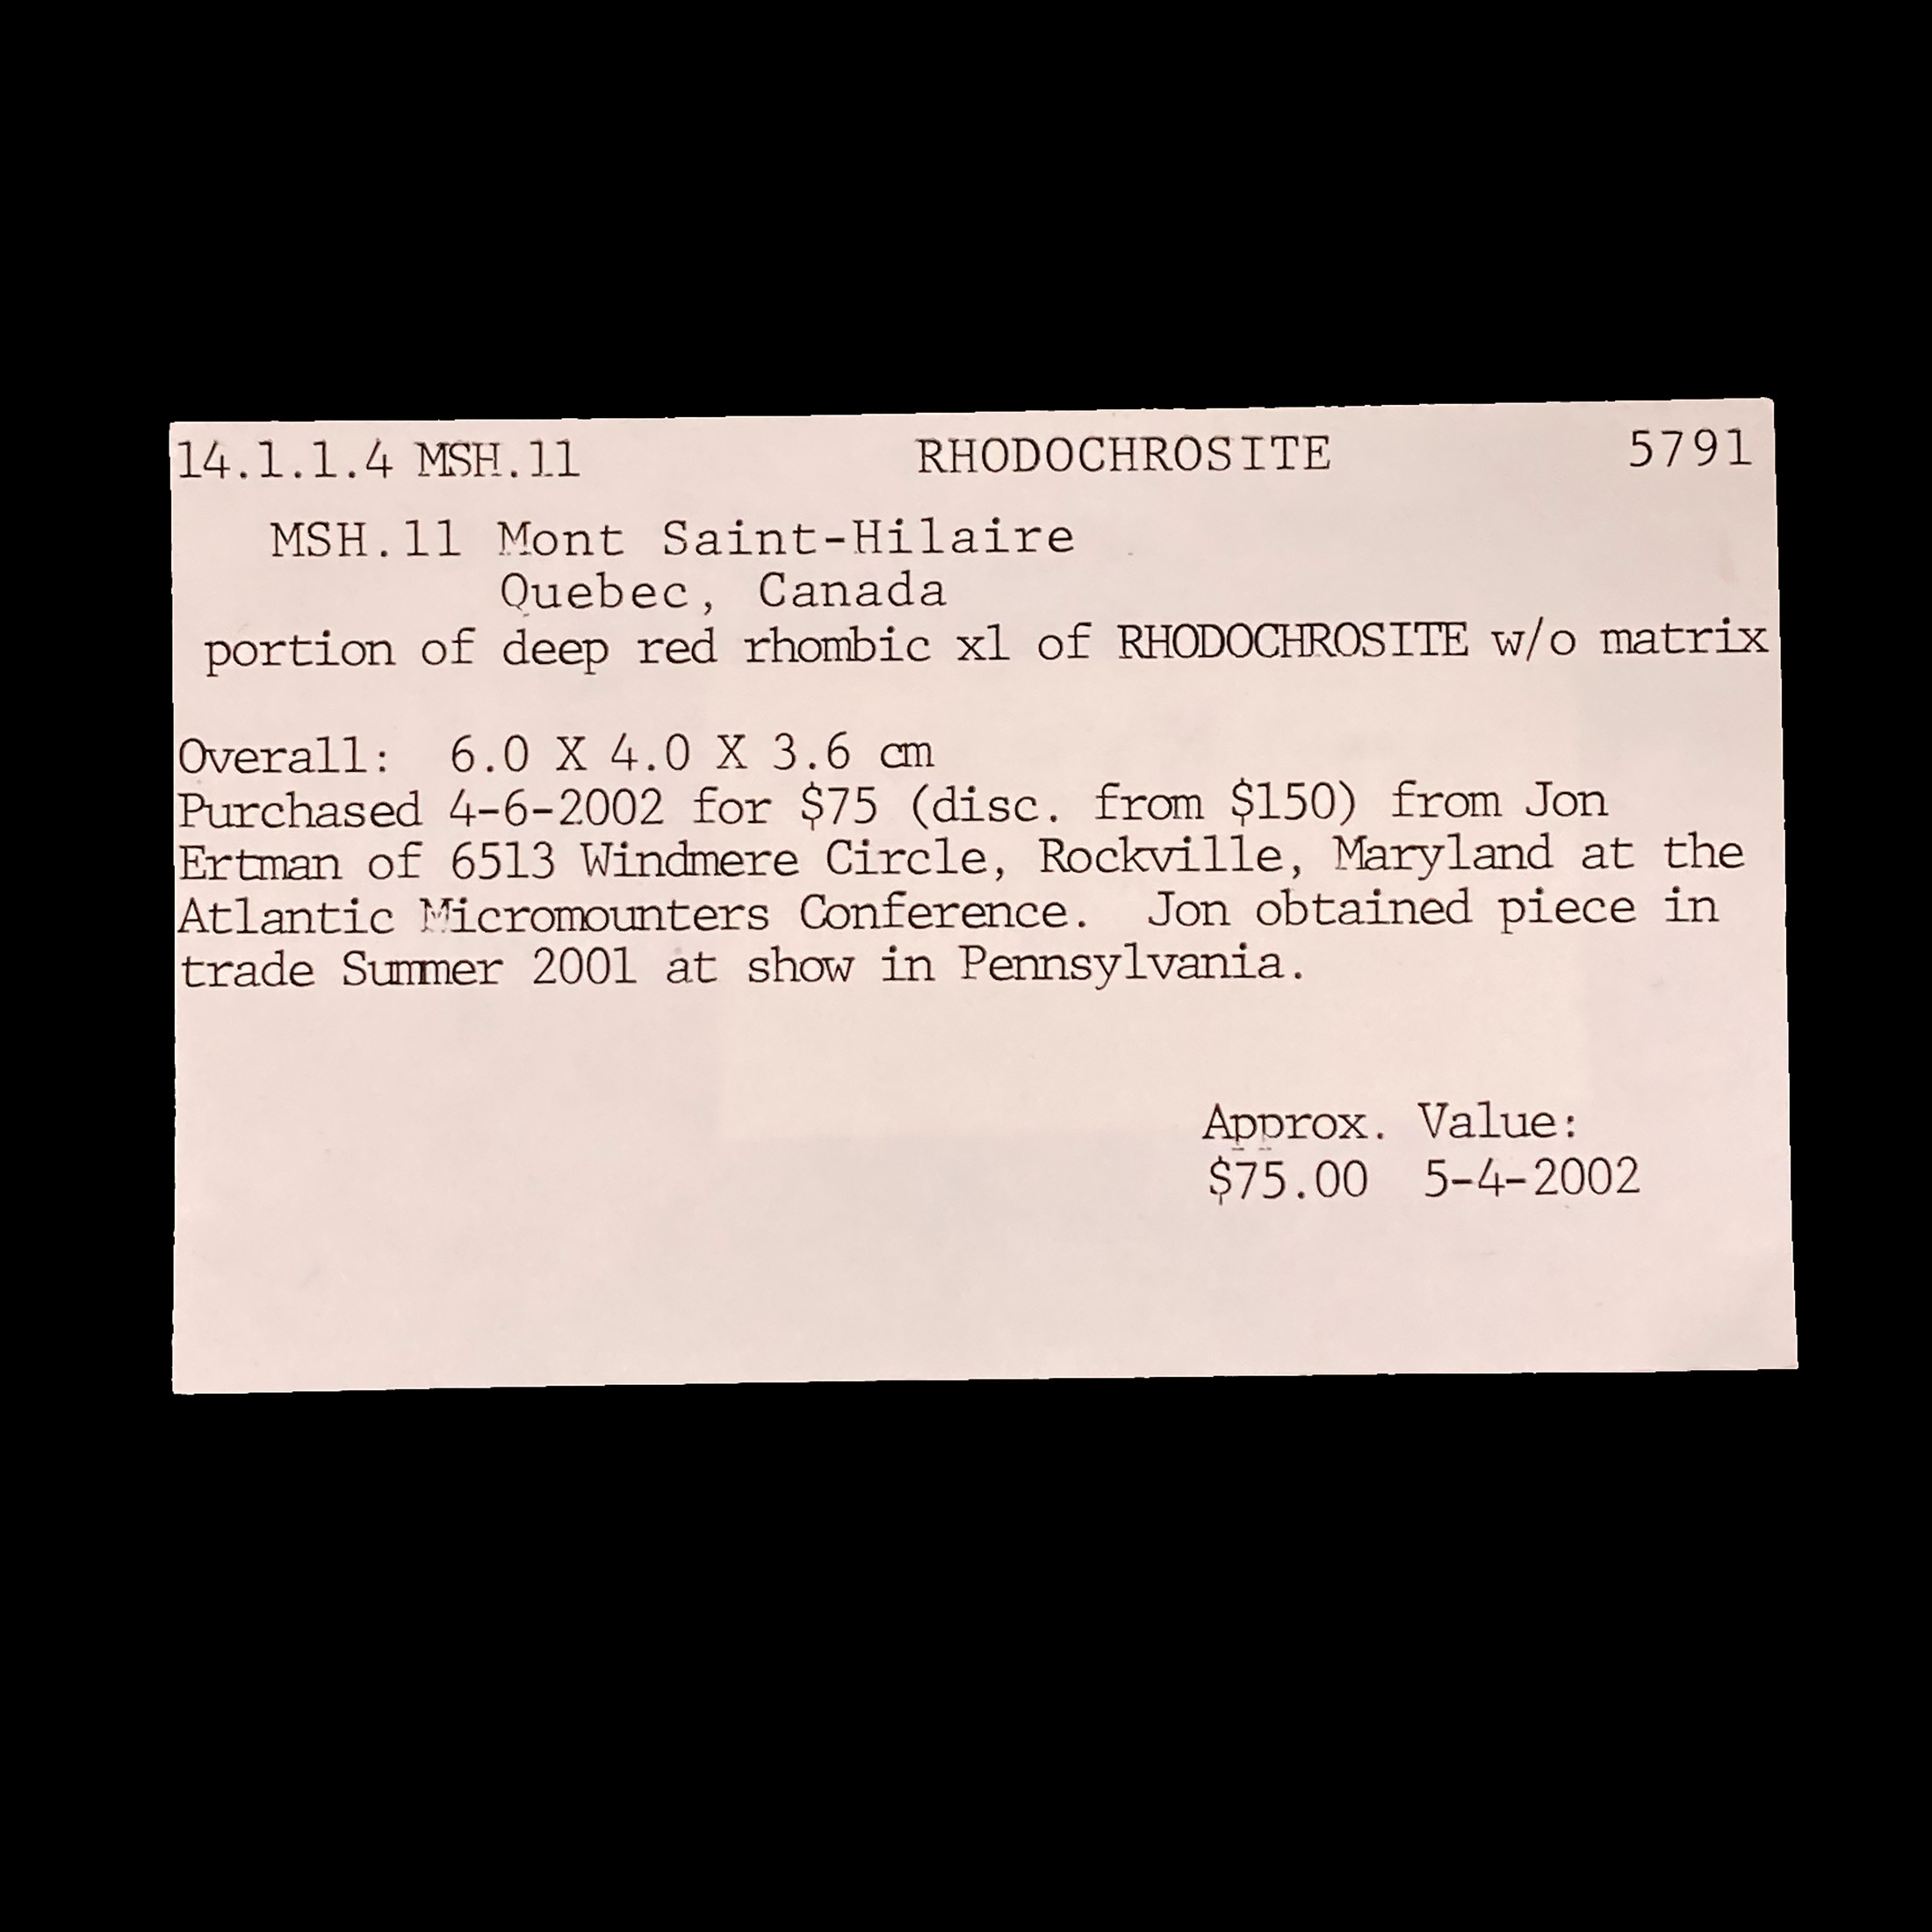 14.1.1.4 MSH.11 RHODOCHROSITE 5791
MSH.11 Mont Saint-Hilaire
Quebec, Canada
portion of deep red rhombic xl of RHODOCHROSITE w/o matrix
Overall: 6.0 X 4.0 X 3.6 cm
Purchased 4-6-2002 for $75 (disc. from $150) from Jon
Ertman of 6513 Windmere Circle, Rockville, Maryland at the
Atlantic Micromounters Conference. Jon obtained piece in
trade Summer 2001 at show in Pennsylvania.
Approx. Value:
$75.00 5-4-2002